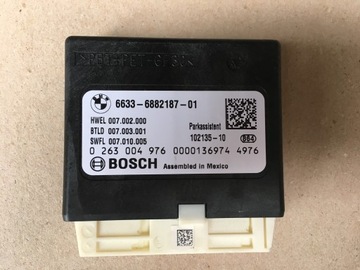 6633-6882187-01
HWEL 007.002.000
BTLD 007.003.001
SWFL 007.010.005
Parkassistent
102135-10
0 263 004 976 0000136974 4976
BOSCH
Assembled in Mexico